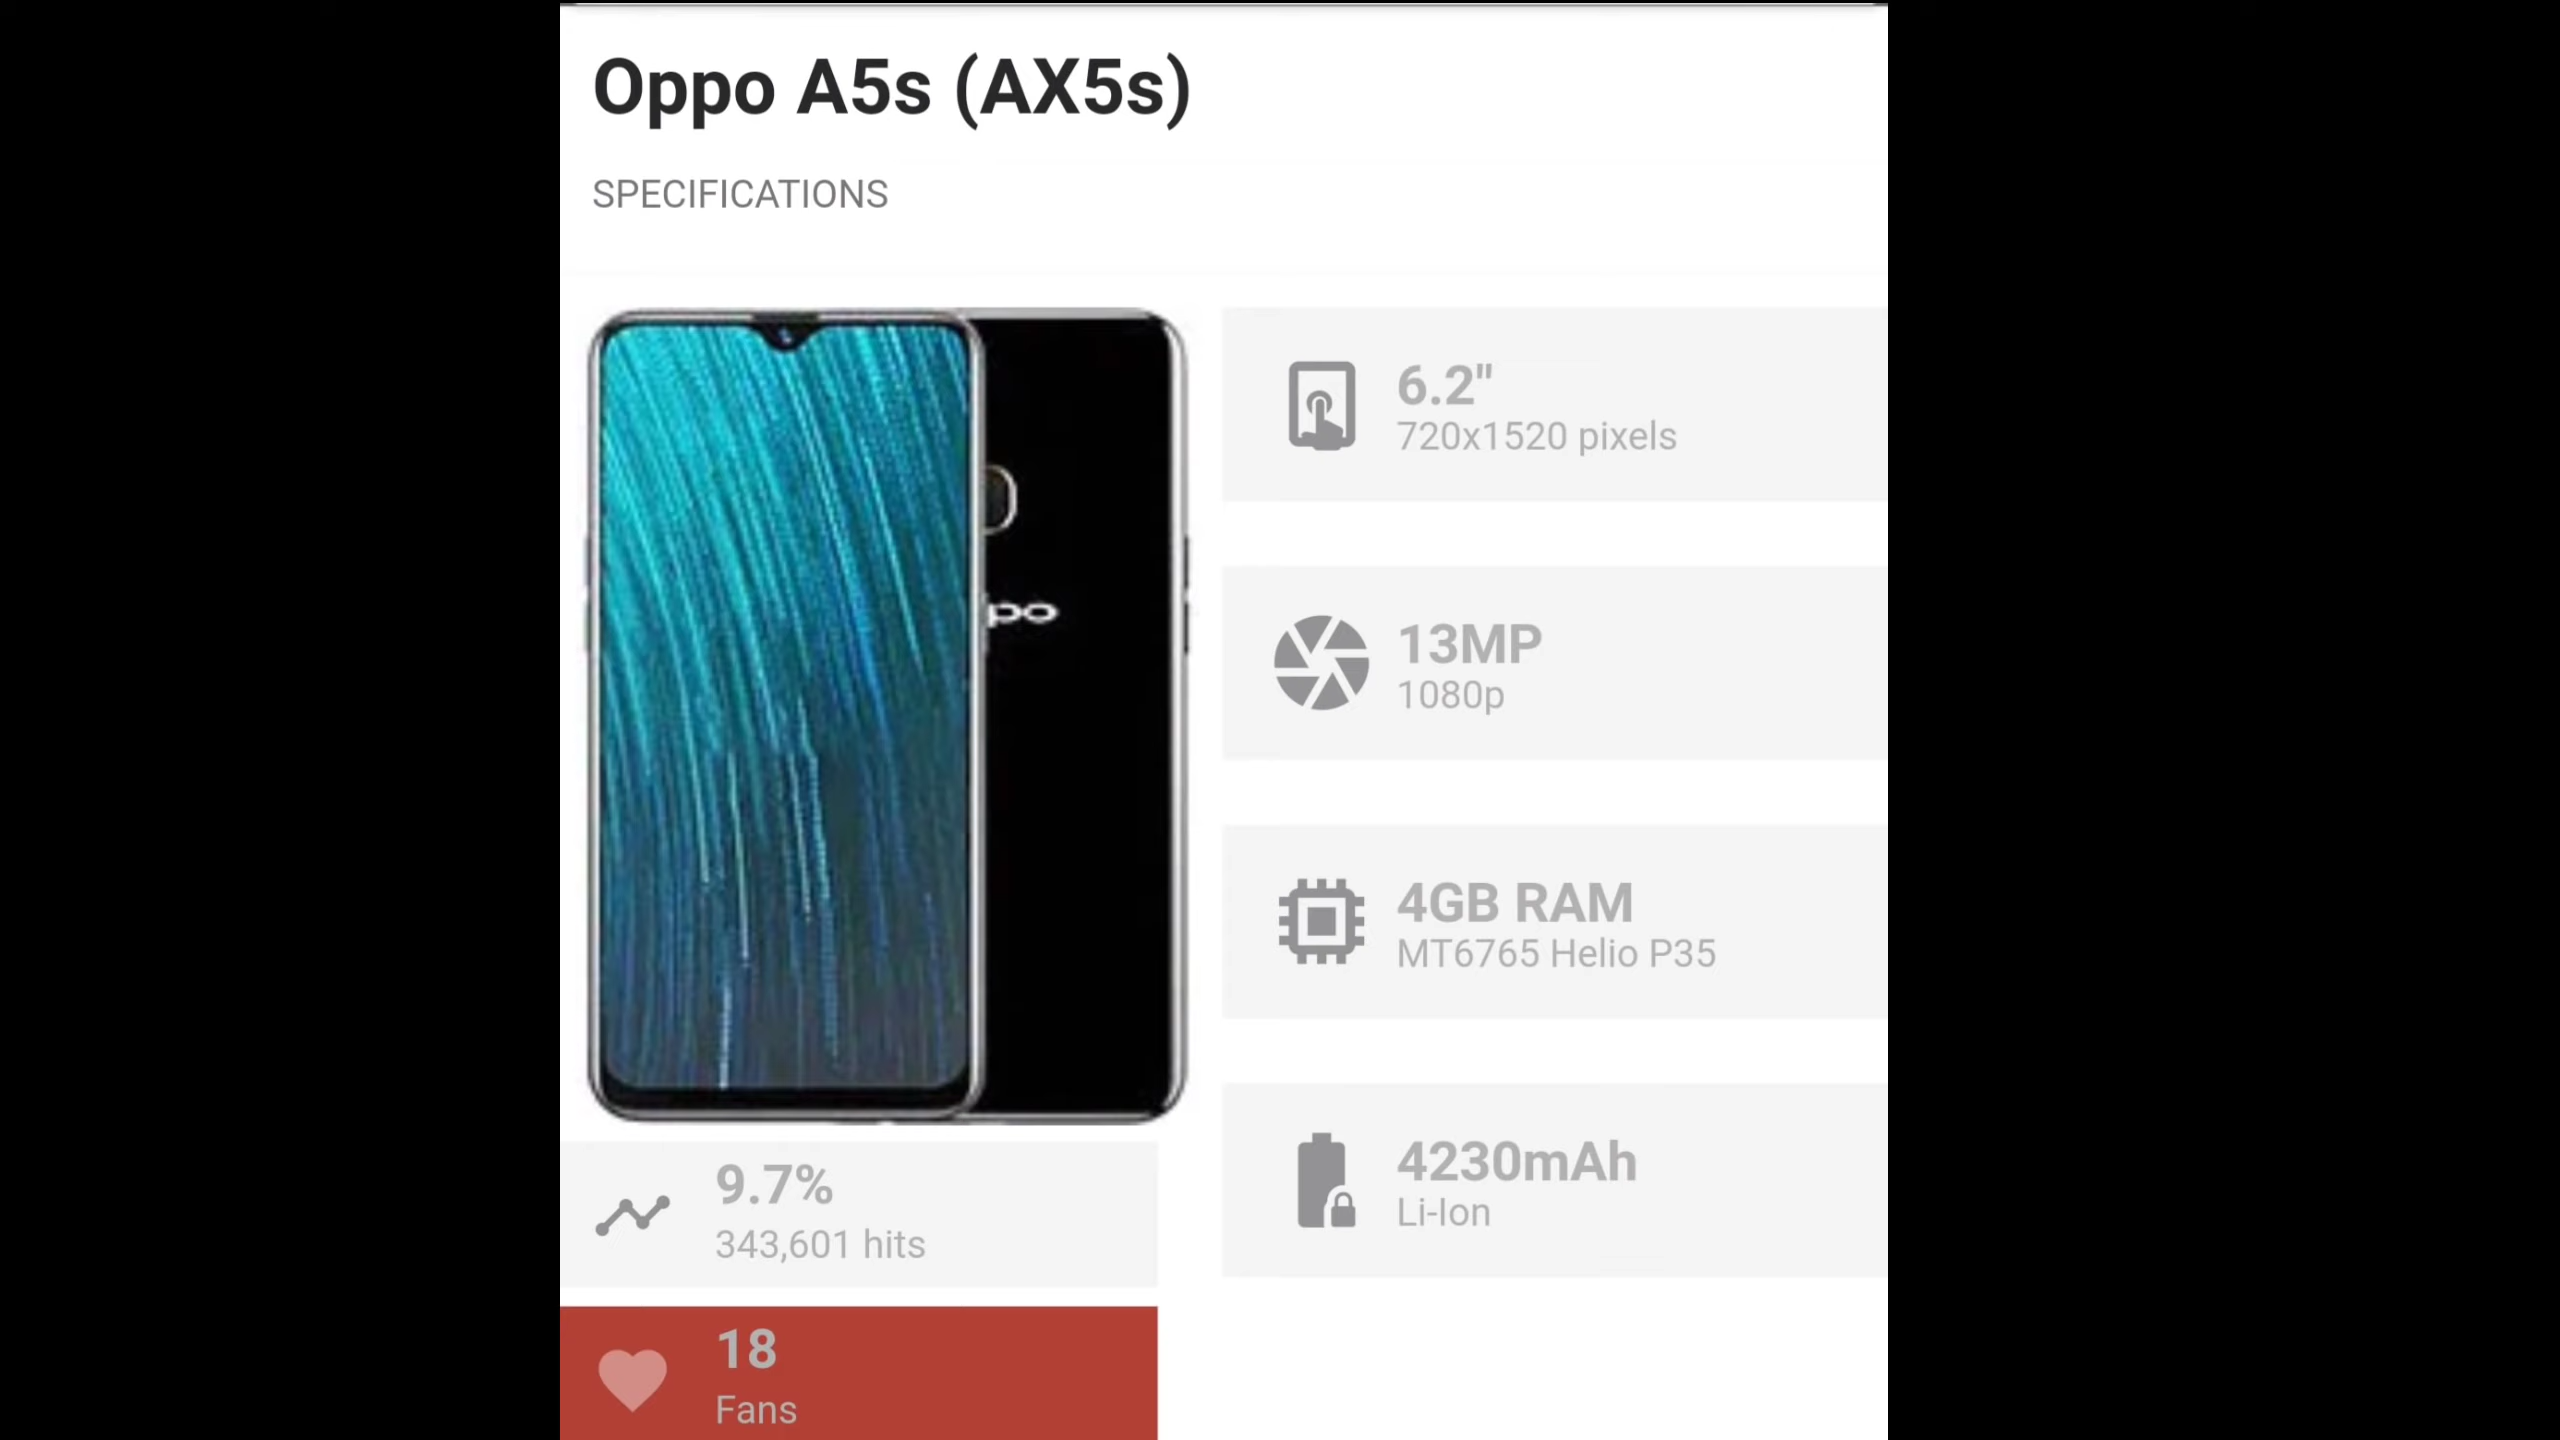 Oppo A5s (AX5s)
SPECIFICATIONS
po
6.2"
720x1520 pixels
13MP
1080p
4GB RAM
MT6765 Helio P35
4230mAh
Li-Ion
9.7%
343,601 hits
18
Fans